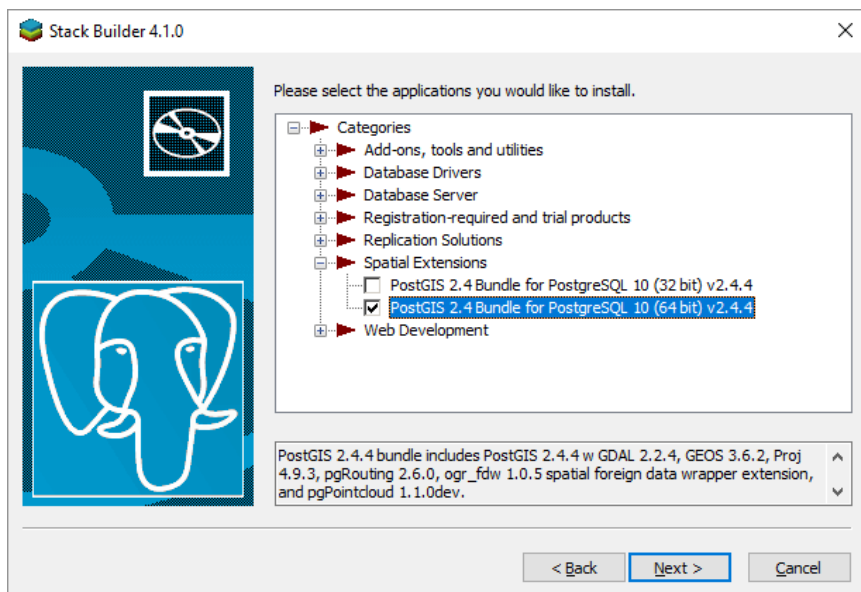 Stack Builder 4.1.0
Please select the applications you would like to install.
Categories
Add-ons, tools and utilities
Database Drivers
Database Server
Registration-required and trial products
Replication Solutions
Spatial Extensions
PostGIS 2.4 Bundle for PostgreSQL 10 (32 bit) v2.4.4
PostGIS 2.4 Bundle for PostgreSQL 10 (64 bit) v2.4.4
Web Development
PostGIS 2.4.4 bundle includes PostGIS 2.4.4 w GDAL 2.2.4, GEOS 3.6.2, Proj
4.9.3, pgRouting 2.6.0, ogr_fdw 1.0.5 spatial foreign data wrapper extension,
and pgPointcloud 1.1.0dev.
< Back Next > Cancel